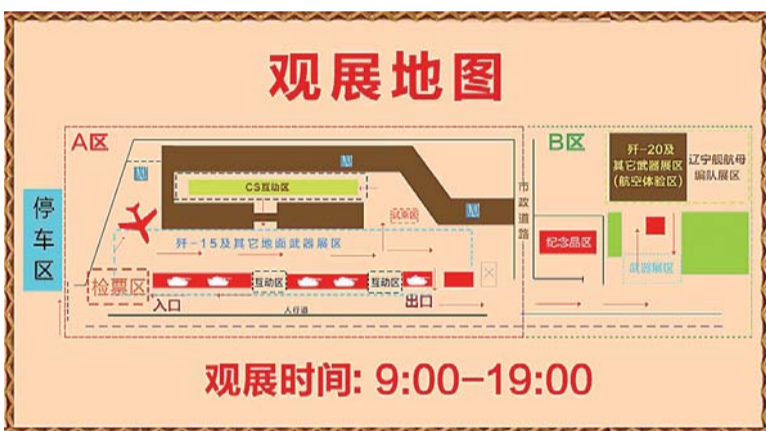 观展地图
A区
B区
歼-20及
其它武器展区
(航空体验区)
辽宁舰航母
编队展区
CS互动区
停车区
市政道路
试乘区
纪念品区
歼-15及其它地面武器展区
武器展区
检票区
互动区
互动区
入口
出口
人行道
观展时间: 9:00-19:00